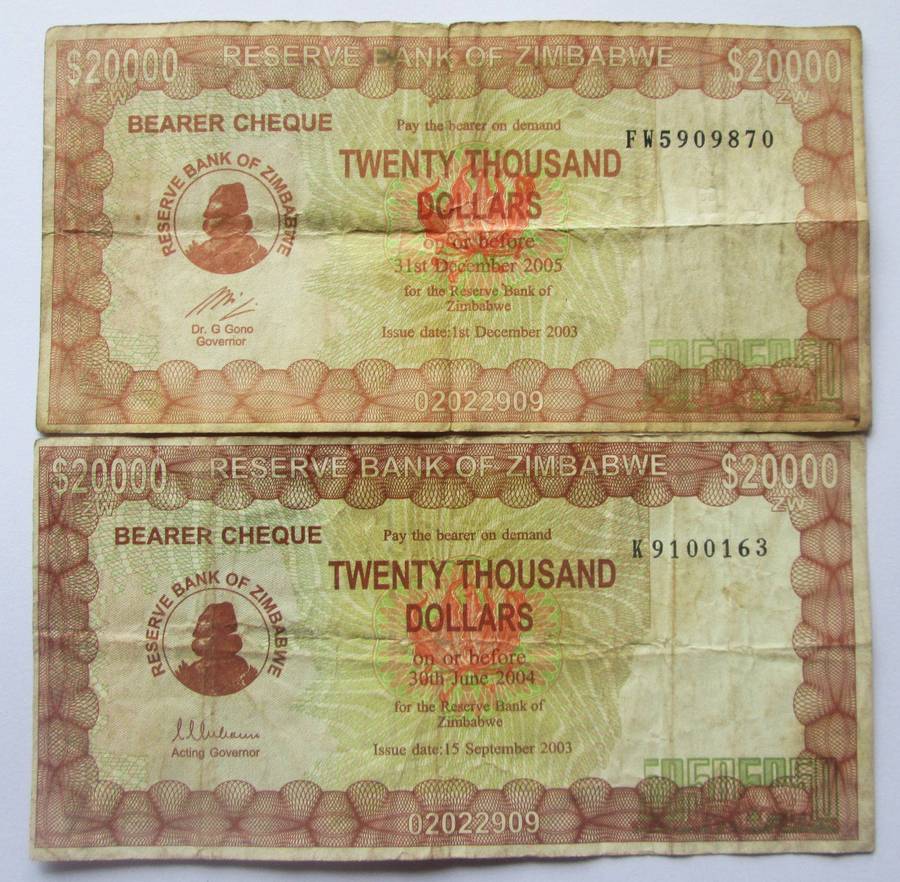 $20000 RESERVE BANK OF ZIMBABWE $20000
ZW ZW
BEARER CHEQUE
Pay the bearer on demand
FW5909870
TWENTY THOUSAND
DOLLARS
RESERVE BANK OF ZIMBABWE
on or before
31st December 2005
for the Reserve Bank of
Zimbabwe
Dr. G Gono
Governor
Issue date:1st December 2003
02022909
$20000 RESERVE BANK OF ZIMBABWE $20000
ZW ZW
BEARER CHEQUE
Pay the bearer on demand
K9100163
TWENTY THOUSAND
DOLLARS
RESERVE BANK OF ZIMBABWE
on or before
30th June 2004
for the Reserve Bank of
Zimbabwe
Acting Governor
Issue date:15 September 2003
02022909